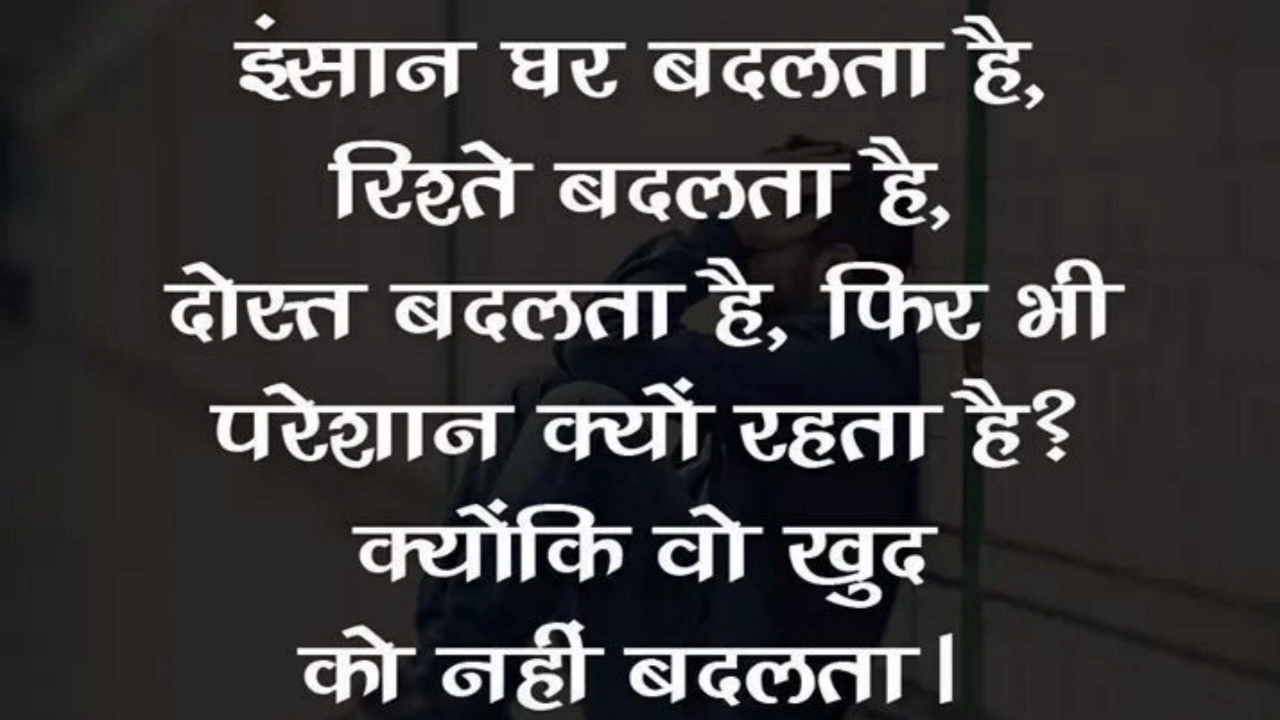 इंसान घर बदलता है,
रिश्ते बदलता है,
दोस्त बदलता है, फिर भी
परेशान क्यों रहता है?
क्योंकि वो खुद
को नहीं बदलता।